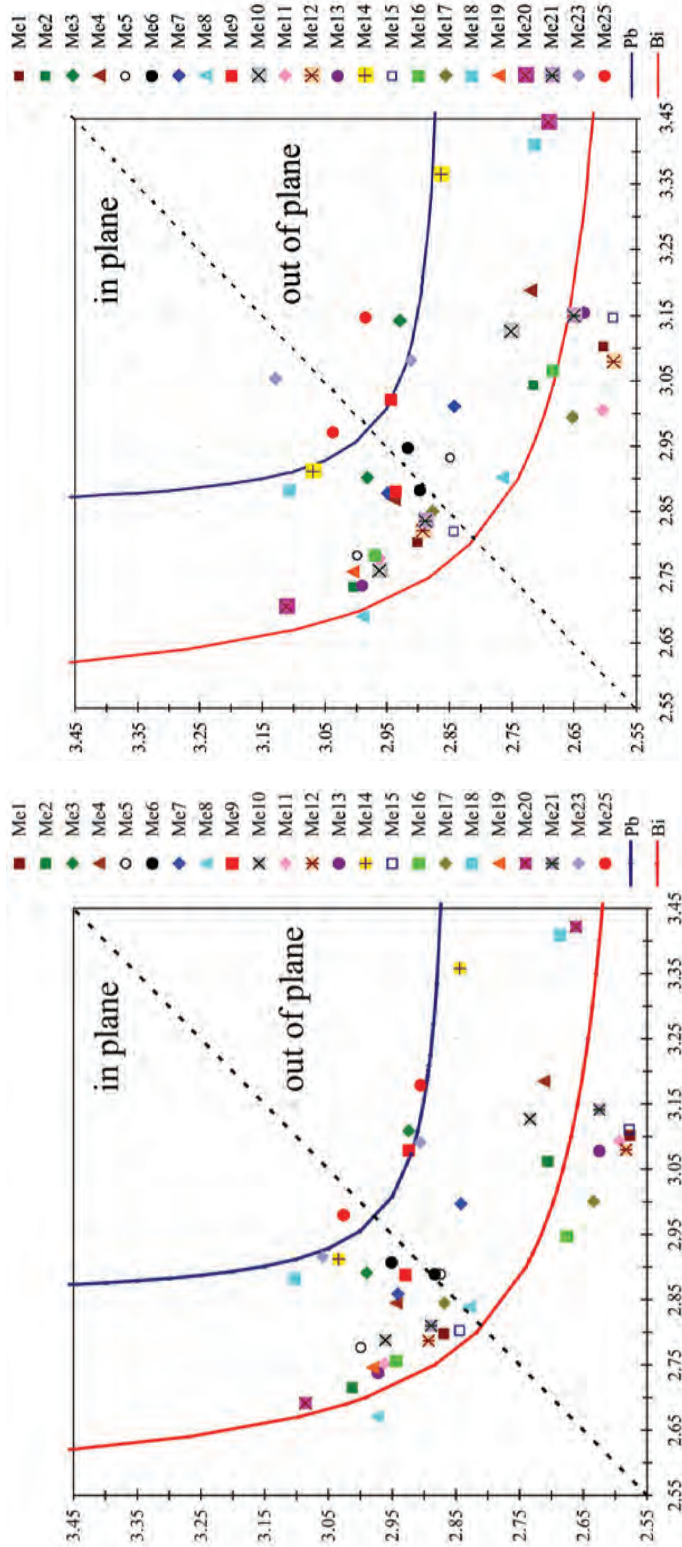 3.45
3.35
3.25
3.15
3.05
2.95
2.85
2.75
2.65
2.55
2.55 2.65 2.75 2.85 2.95 3.05 3.15 3.25 3.35 3.45
in plane
out of plane
Me1
Me2
Me3
Me4
Me5
Me6
Me7
Me8
Me9
Me10
Me11
Me12
Me13
Me14
Me15
Me16
Me17
Me18
Me19
Me20
Me21
Me23
Me25
Pb
Bi
3.45
3.35
3.25
3.15
3.05
2.95
2.85
2.75
2.65
2.55
2.55 2.65 2.75 2.85 2.95 3.05 3.15 3.25 3.35 3.45
in plane
out of plane
Me1
Me2
Me3
Me4
Me5
Me6
Me7
Me8
Me9
Me10
Me11
Me12
Me13
Me14
Me15
Me16
Me17
Me18
Me19
Me20
Me21
Me23
Me25
Pb
Bi